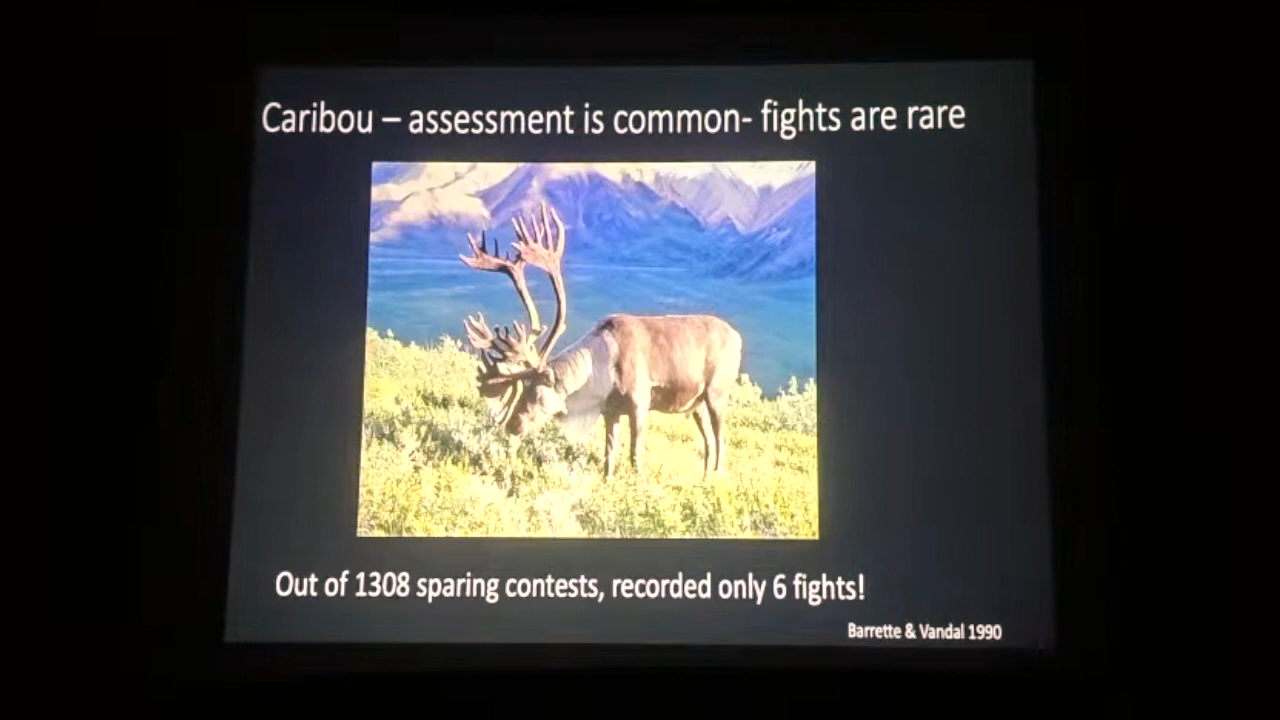 Caribou – assessment is common- fights are rare
Out of 1308 sparing contests, recorded only 6 fights!
Barrette & Vandal 1990